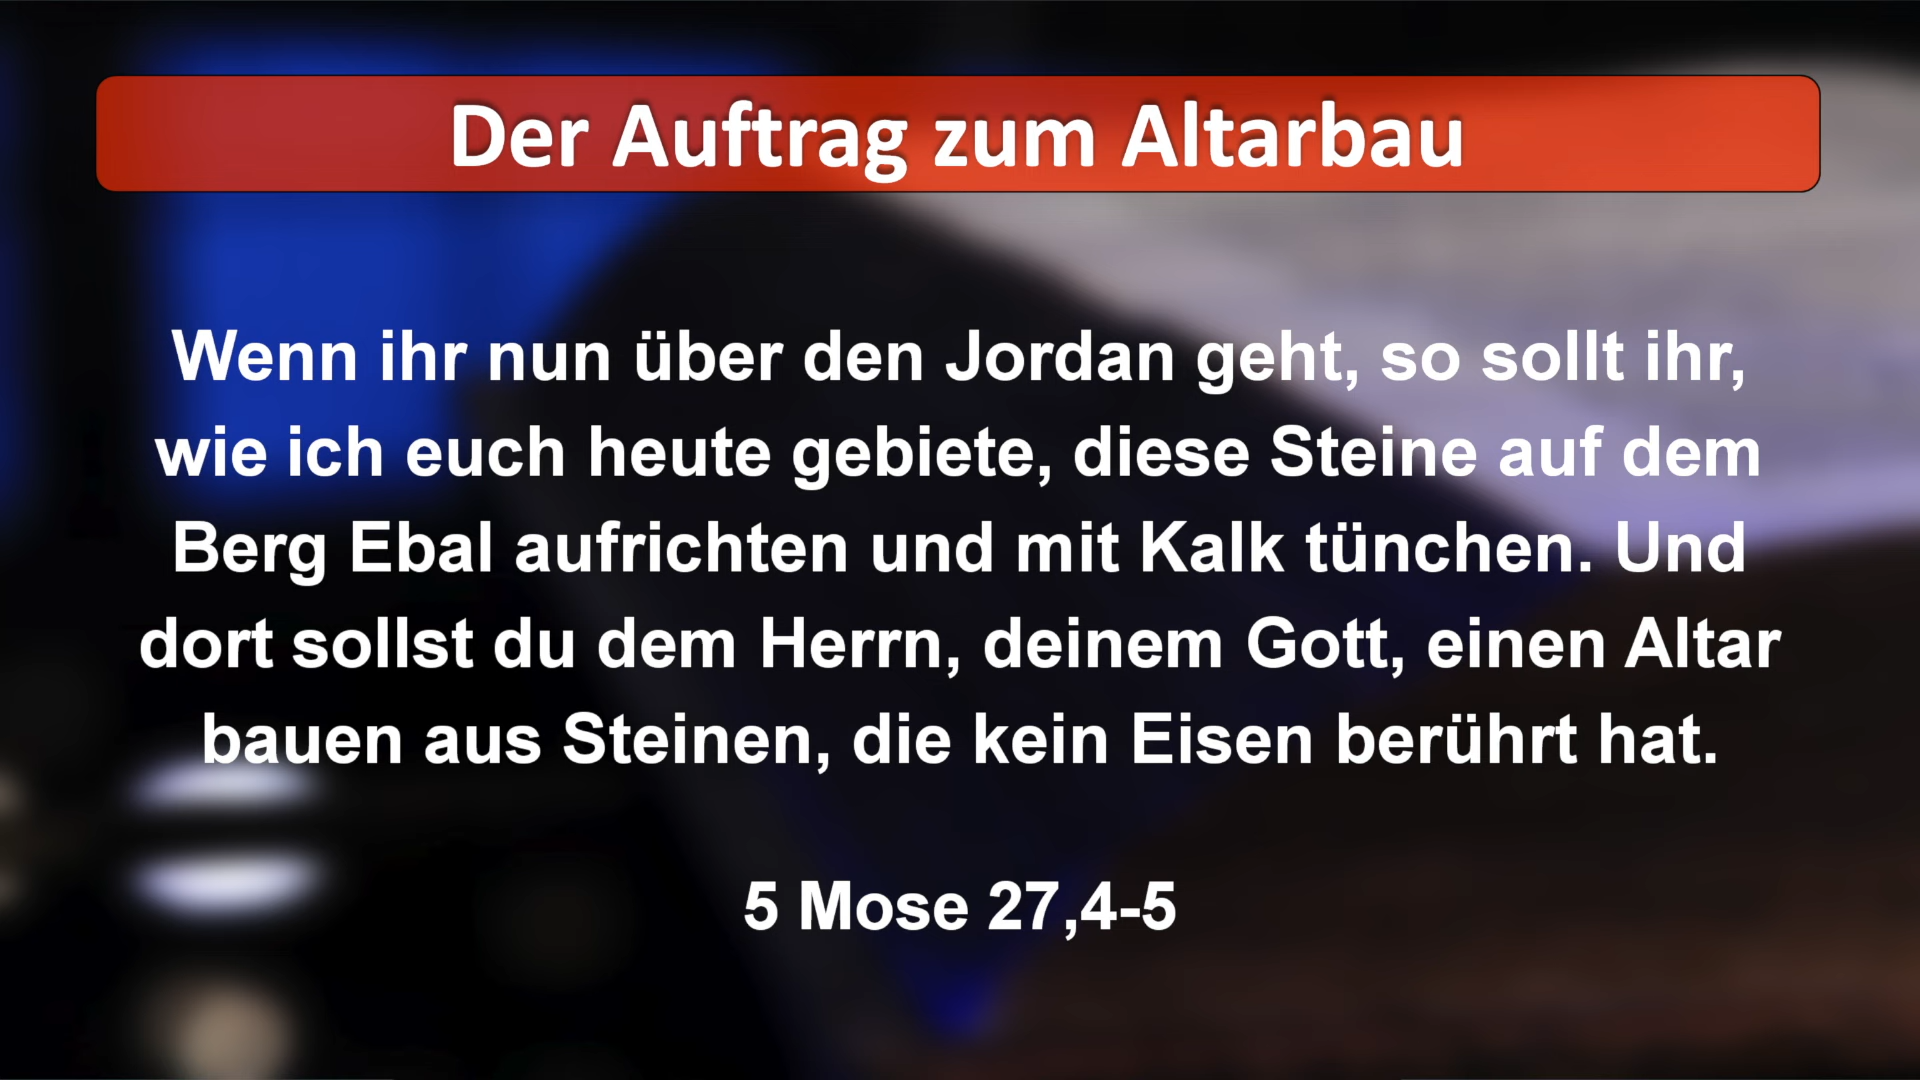 Der Auftrag zum Altarbau
Wenn ihr nun über den Jordan geht, so sollt ihr,
wie ich euch heute gebiete, diese Steine auf dem
Berg Ebal aufrichten und mit Kalk tünchen. Und
dort sollst du dem Herrn, deinem Gott, einen Altar
bauen aus Steinen, die kein Eisen berührt hat.
5 Mose 27,4-5